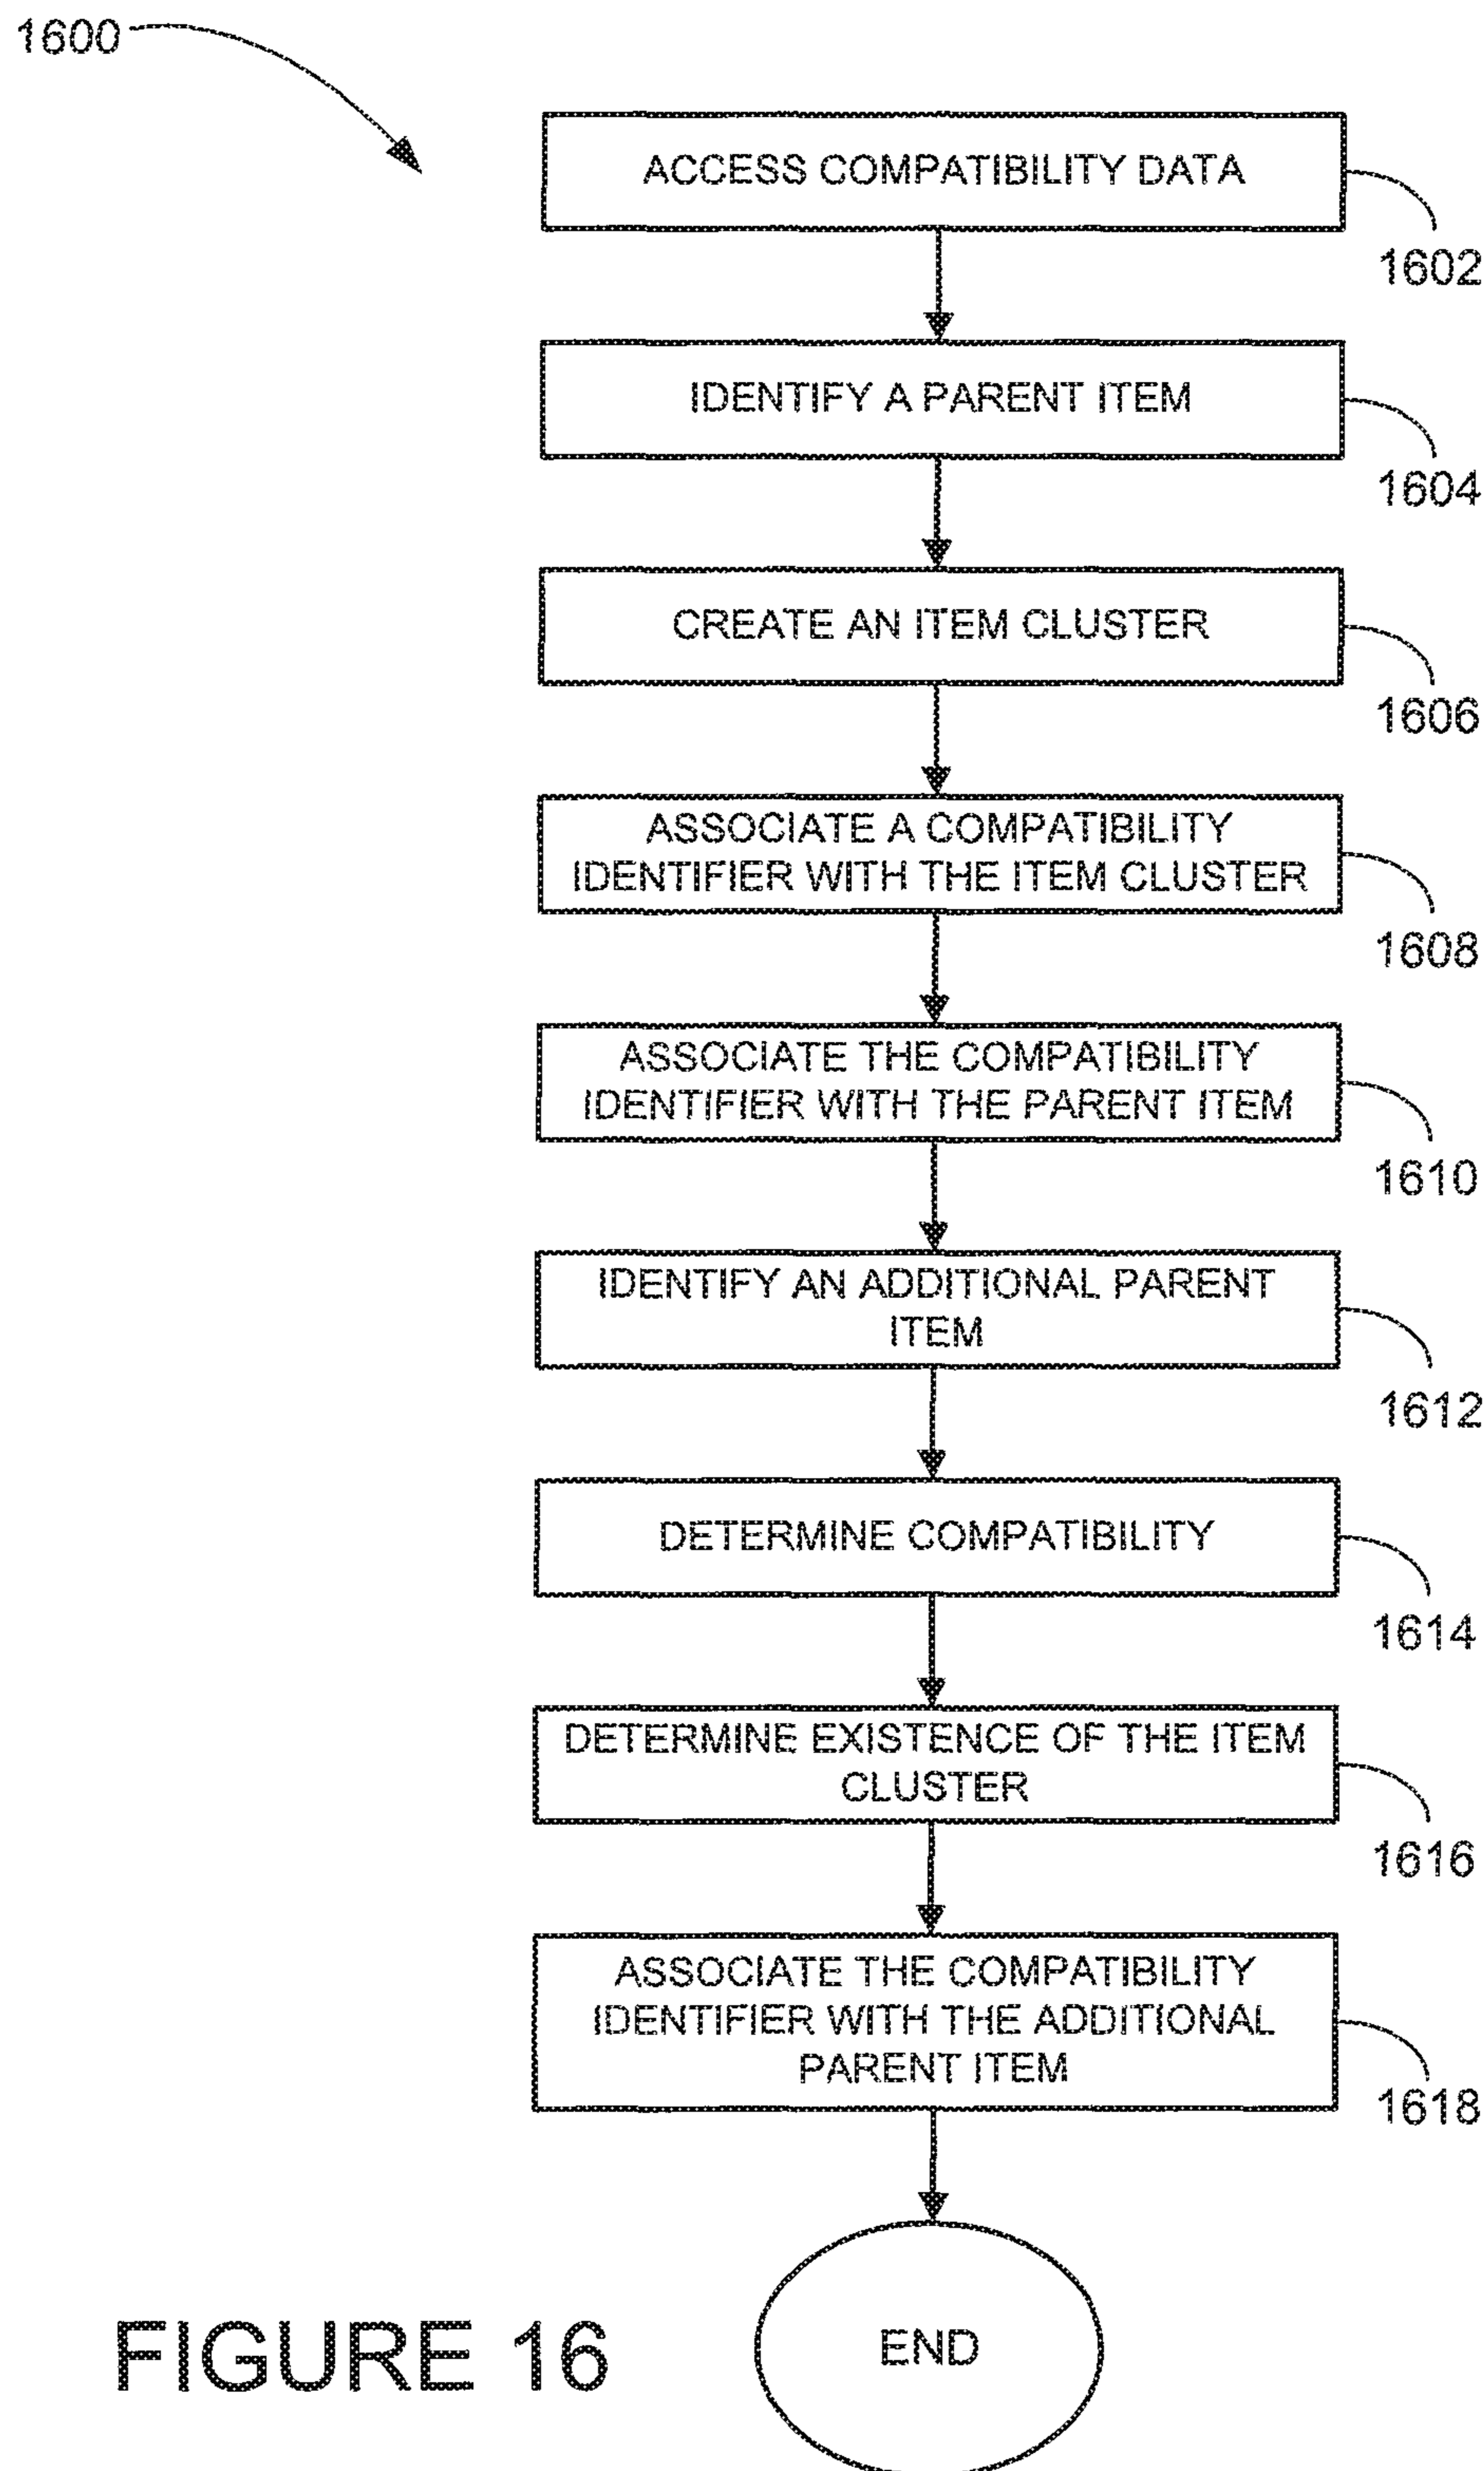 1600
ACCESS COMPATIBILITY DATA
1602
IDENTIFY A PARENT ITEM
1604
CREATE AN ITEM CLUSTER
1606
ASSOCIATE A COMPATIBILITY
IDENTIFIER WITH THE ITEM CLUSTER
1608
ASSOCIATE THE COMPATIBILITY
IDENTIFIER WITH THE PARENT ITEM
1610
IDENTIFY AN ADDITIONAL PARENT
ITEM
1612
DETERMINE COMPATIBILITY
1614
DETERMINE EXISTENCE OF THE ITEM
CLUSTER
1616
ASSOCIATE THE COMPATIBILITY
IDENTIFIER WITH THE ADDITIONAL
PARENT ITEM
1618
END
FIGURE 16